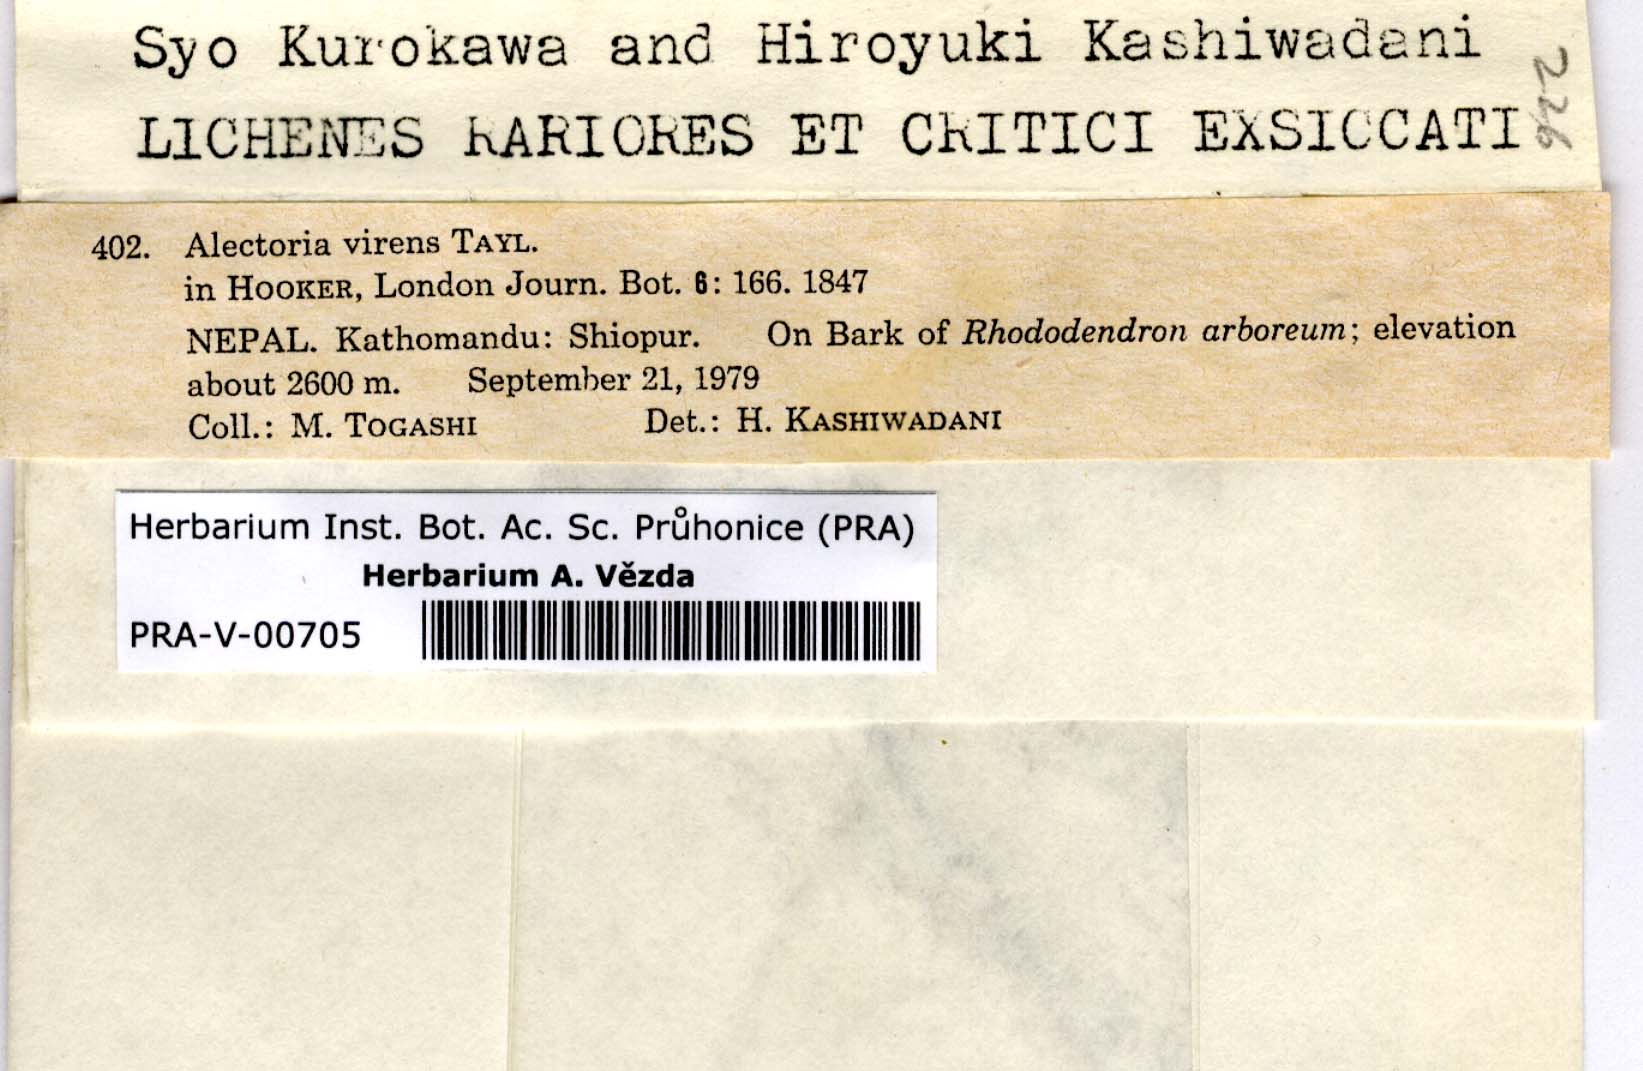 Syo Kurokawa and Hiroyuki Kashiwadani
LICHENES RARIORES ET CRITICI EXSICCATI
226
402. Alectoria virens TAYL.
in HOOKER, London Journ. Bot. 6: 166. 1847
NEPAL. Kathomandu: Shiopur. On Bark of Rhododendron arboreum; elevation
about 2600 m. September 21, 1979
Coll.: M. TOGASHI Det.: H. KASHIWADANI
Herbarium Inst. Bot. Ac. Sc. Průhonice (PRA)
Herbarium A. Vězda
PRA-V-00705